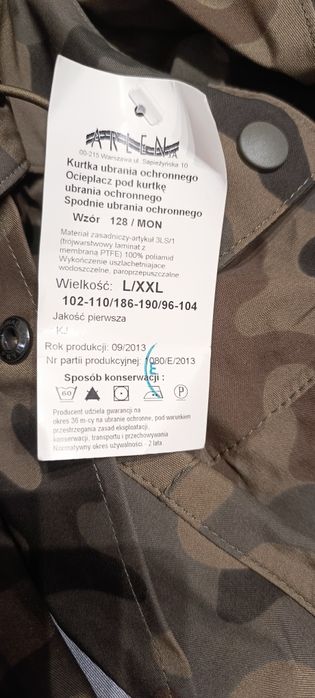 ARLEN
00-215 Warszawa ul. Sapieżyńska 10
Kurtka ubrania ochronnego
Ocieplacz pod kurtkę
ubrania ochronnego
Spodnie ubrania ochronnego
Wzór 128 / MON
Materiał zasadniczy-artykuł 3LS/1
(trójwarstwowy laminat z
membraną PTFE) 100% poliamid
Wykończenie uszlachetniające:
wodoszczelne, paroprzepuszczalne
Wielkość: L/XXL
102-110/186-190/96-104
Jakość pierwsza
KJ
Rok produkcji: 09/2013
Nr partii produkcyjnej: 1080/E/2013
E
Sposób konserwacji :
60 P
Producent udziela gwarancji na
okres 36 m-cy na ubranie ochronne, pod warunkiem
przestrzegania zasad eksploatacji,
konserwacji, transportu i przechowywania
Normatywny okres używalności - 2 lata